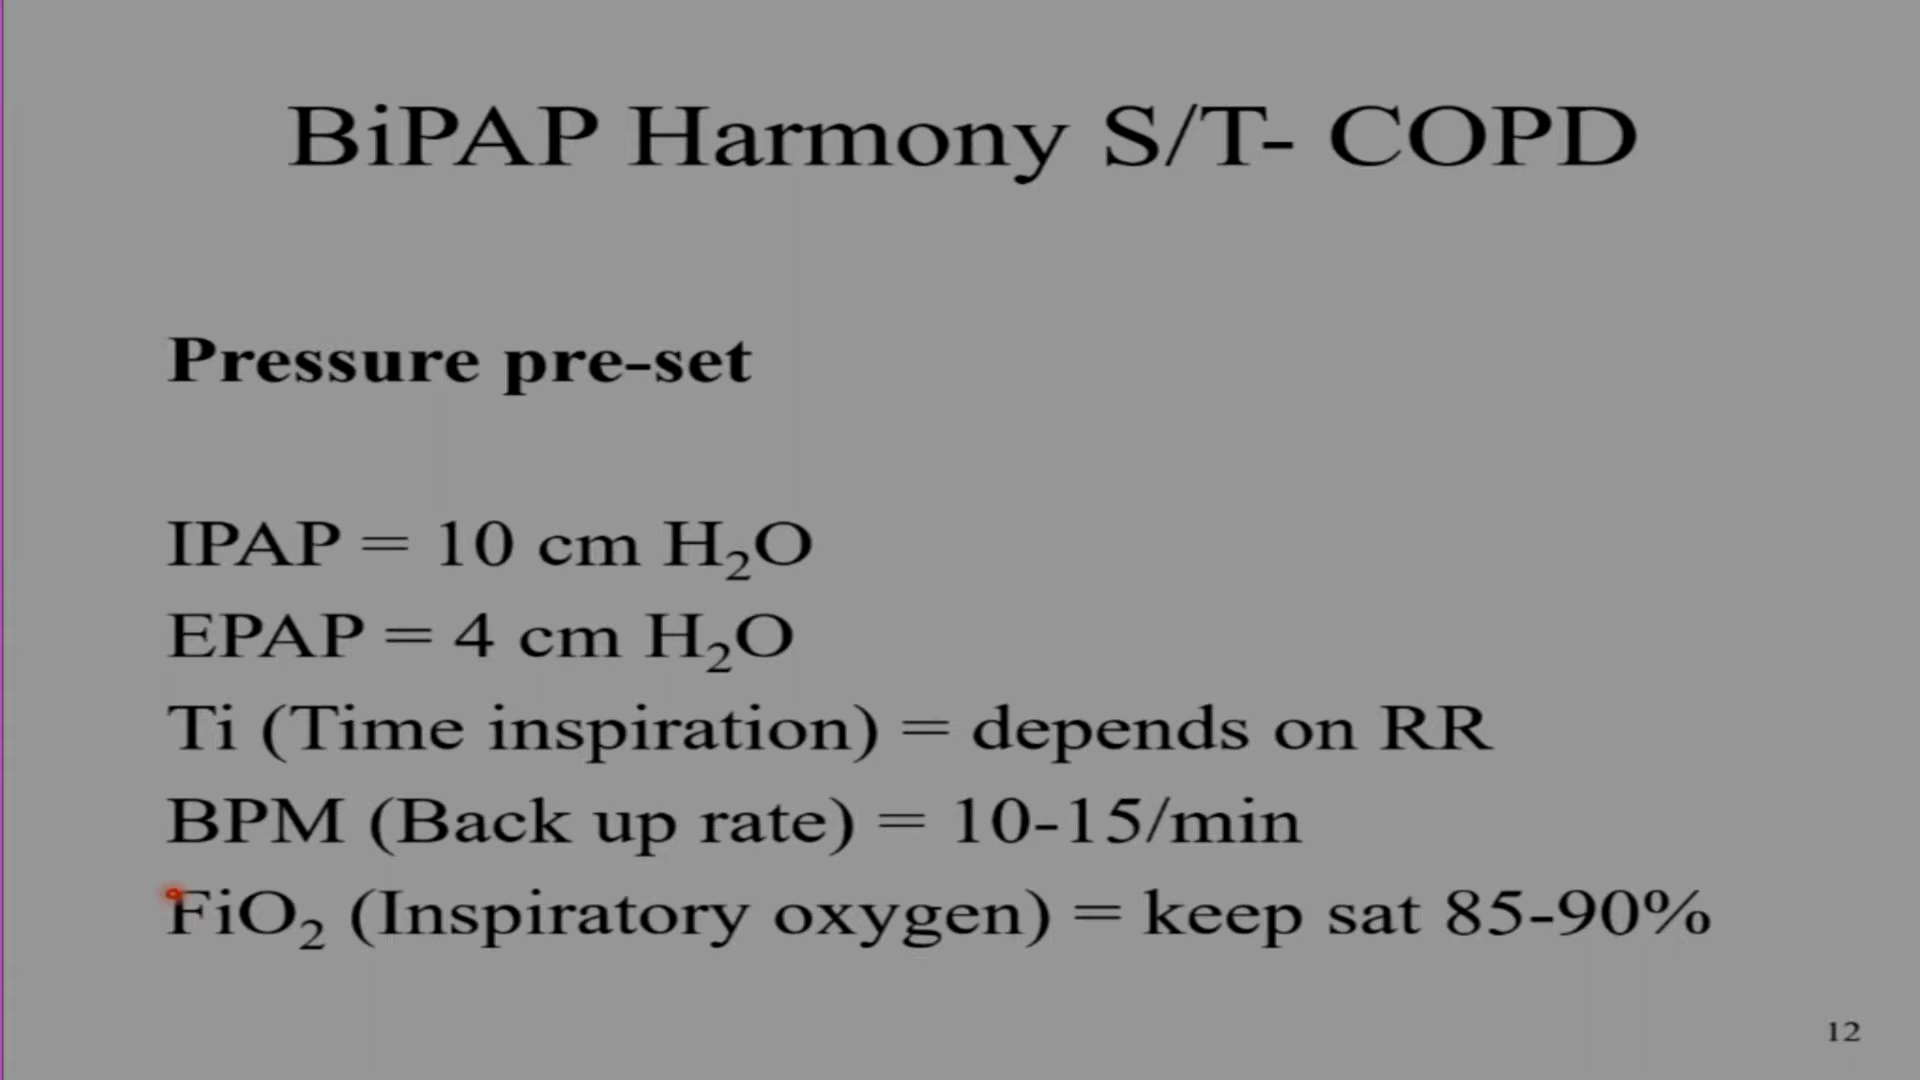 BiPAP Harmony S/T- COPD
Pressure pre-set
IPAP = 10 cm H₂O
EPAP = 4 cm H₂O
Ti (Time inspiration) = depends on RR
BPM (Back up rate) = 10-15/min
FiO₂ (Inspiratory oxygen) = keep sat 85-90%
12